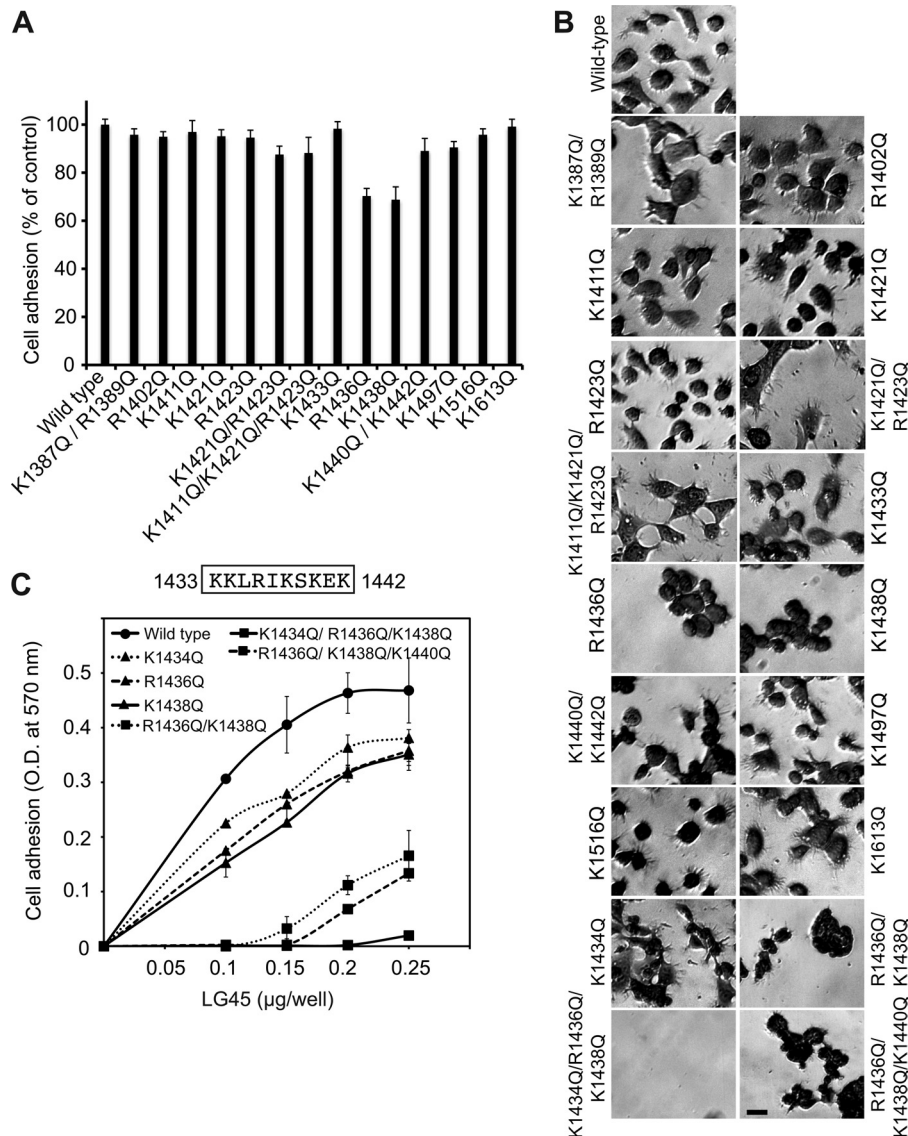 A
Cell adhesion (% of control)
100
80
60
40
20
0
Wild type
K1387Q / R1389Q
R1402Q
K1411Q
K1421Q
R1423Q
K1421Q/R1423Q
K1411Q/K1421Q/R1423Q
K1433Q
R1436Q
K1438Q
K1440Q / K1442Q
K1497Q
K1516Q
K1613Q
B
Wild-type
K1387Q/
R1389Q
R1402Q
K1411Q
K1421Q
R1423Q
K1421Q/
R1423Q
K1411Q/K1421Q/
R1423Q
K1433Q
R1436Q
K1438Q
K1440Q/
K1442Q
K1497Q
K1516Q
K1613Q
K1434Q
R1436Q/
K1438Q
K1434Q/R1436Q/
K1438Q
R1436Q/
K1438Q/K1440Q
C
1433 KKLRIKSKEK 1442
Cell adhesion (O.D. at 570 nm)
Wild type
K1434Q
R1436Q
K1438Q
R1436Q/K1438Q
K1434Q/ R1436Q/K1438Q
R1436Q/ K1438Q/K1440Q
0.5
0.4
0.3
0.2
0.1
0
0.05
0.1
0.15
0.2
0.25
LG45 (µg/well)